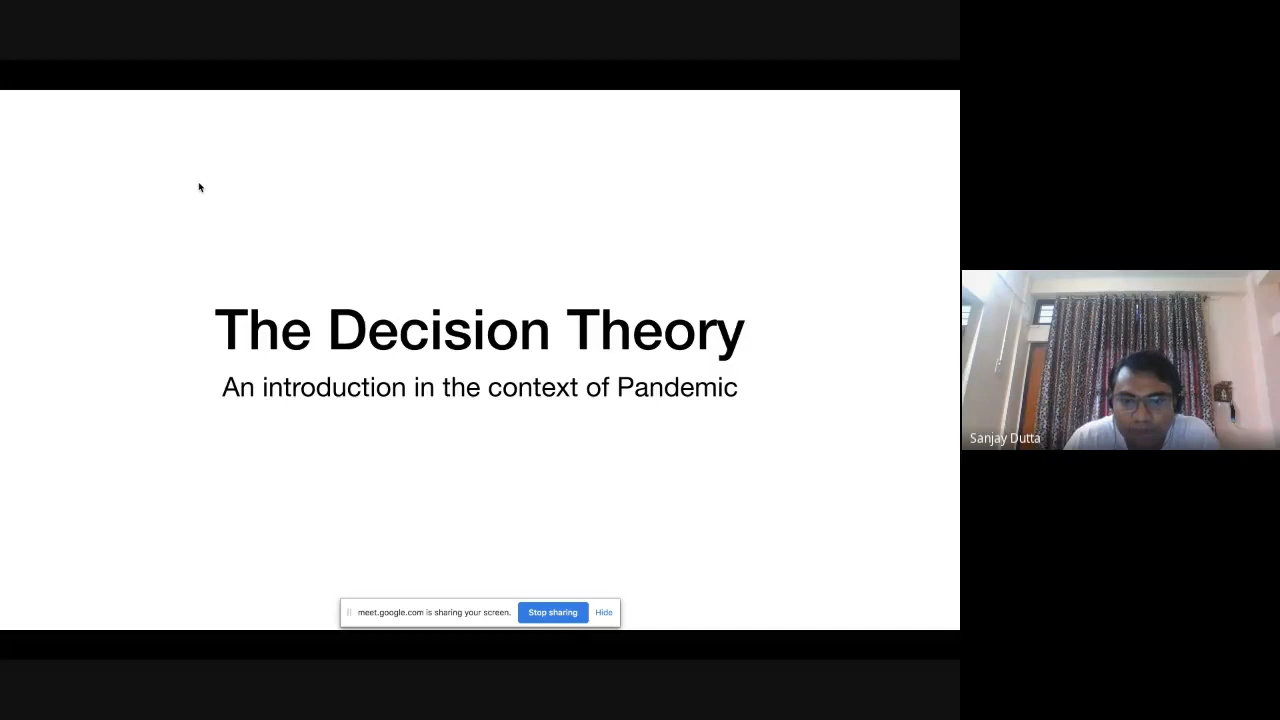 The Decision Theory
An introduction in the context of Pandemic
Sanjay Dutta
meet.google.com is sharing your screen. Stop sharing Hide